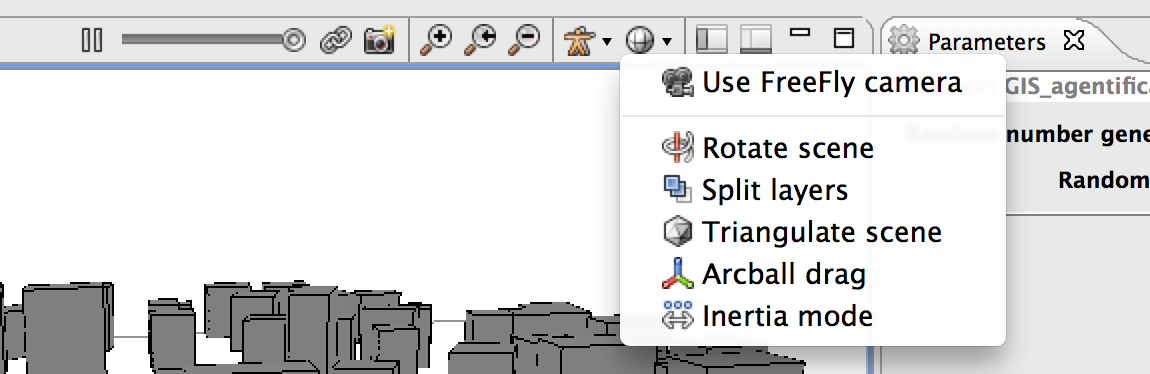 Parameters
Use FreeFly camera
GIS_agentifica
number gene
Rotate scene
Random
Split layers
Triangulate scene
Arcball drag
Inertia mode